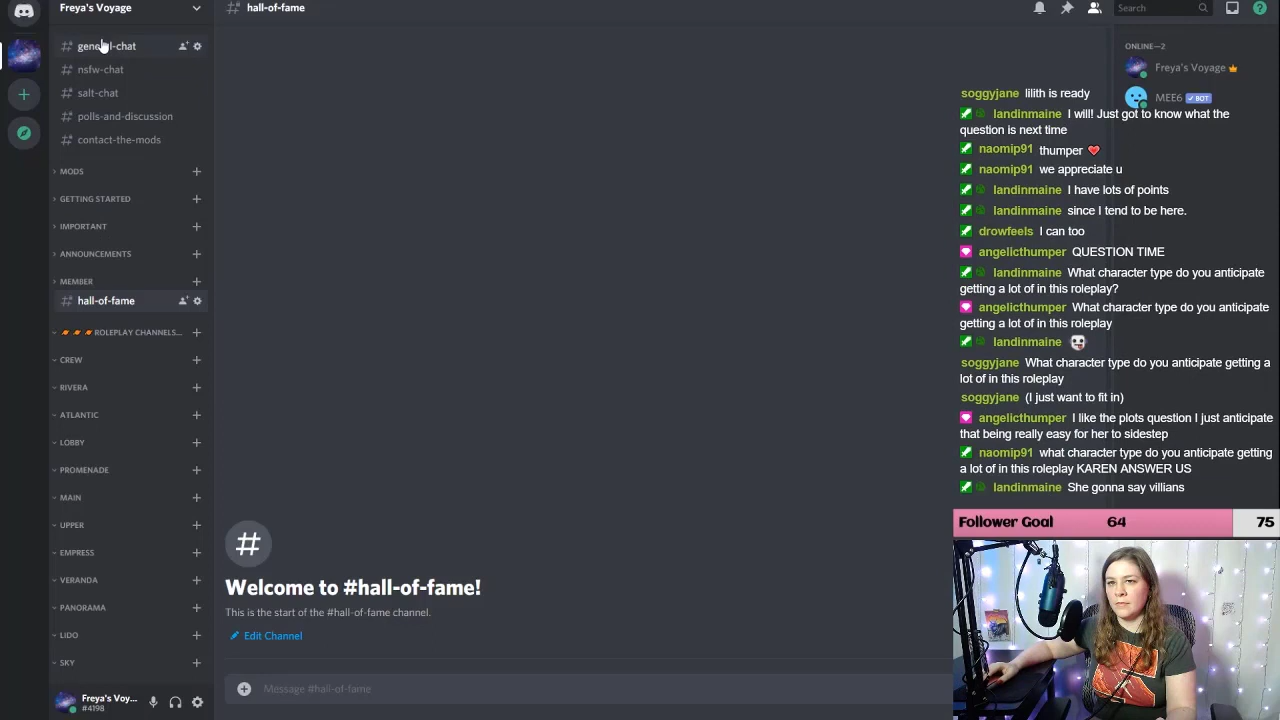 Freya's Voyage
general-chat
nsfw-chat
salt-chat
polls-and-discussion
contact-the-mods
MODS
GETTING STARTED
IMPORTANT
ANNOUNCEMENTS
MEMBER
hall-of-fame
ROLEPLAY CHANNELS...
CREW
RIVERA
ATLANTIC
LOBBY
PROMENADE
MAIN
UPPER
EMPRESS
VERANDA
PANORAMA
LIDO
SKY
Freya's Voy...
#4198
hall-of-fame
Search
#
Welcome to #hall-of-fame!
This is the start of the #hall-of-fame channel.
Edit Channel
Message #hall-of-fame
ONLINE—2
Freya's Voyage
MEE6 BOT
soggyjane lilith is ready
landinmaine I will! Just got to know what the
question is next time
naomip91 thumper
naomip91 we appreciate u
landinmaine I have lots of points
landinmaine since I tend to be here.
drowfeels I can too
angelicthumper QUESTION TIME
landinmaine What character type do you anticipate
getting a lot of in this roleplay?
angelicthumper What character type do you anticipate
getting a lot of in this roleplay
landinmaine
soggyjane What character type do you anticipate getting a
lot of in this roleplay
soggyjane (I just want to fit in)
angelicthumper I like the plots question I just anticipate
that being really easy for her to sidestep
naomip91 what character type do you anticipate getting
a lot of in this roleplay KAREN ANSWER US
landinmaine She gonna say villians
Follower Goal 64 75